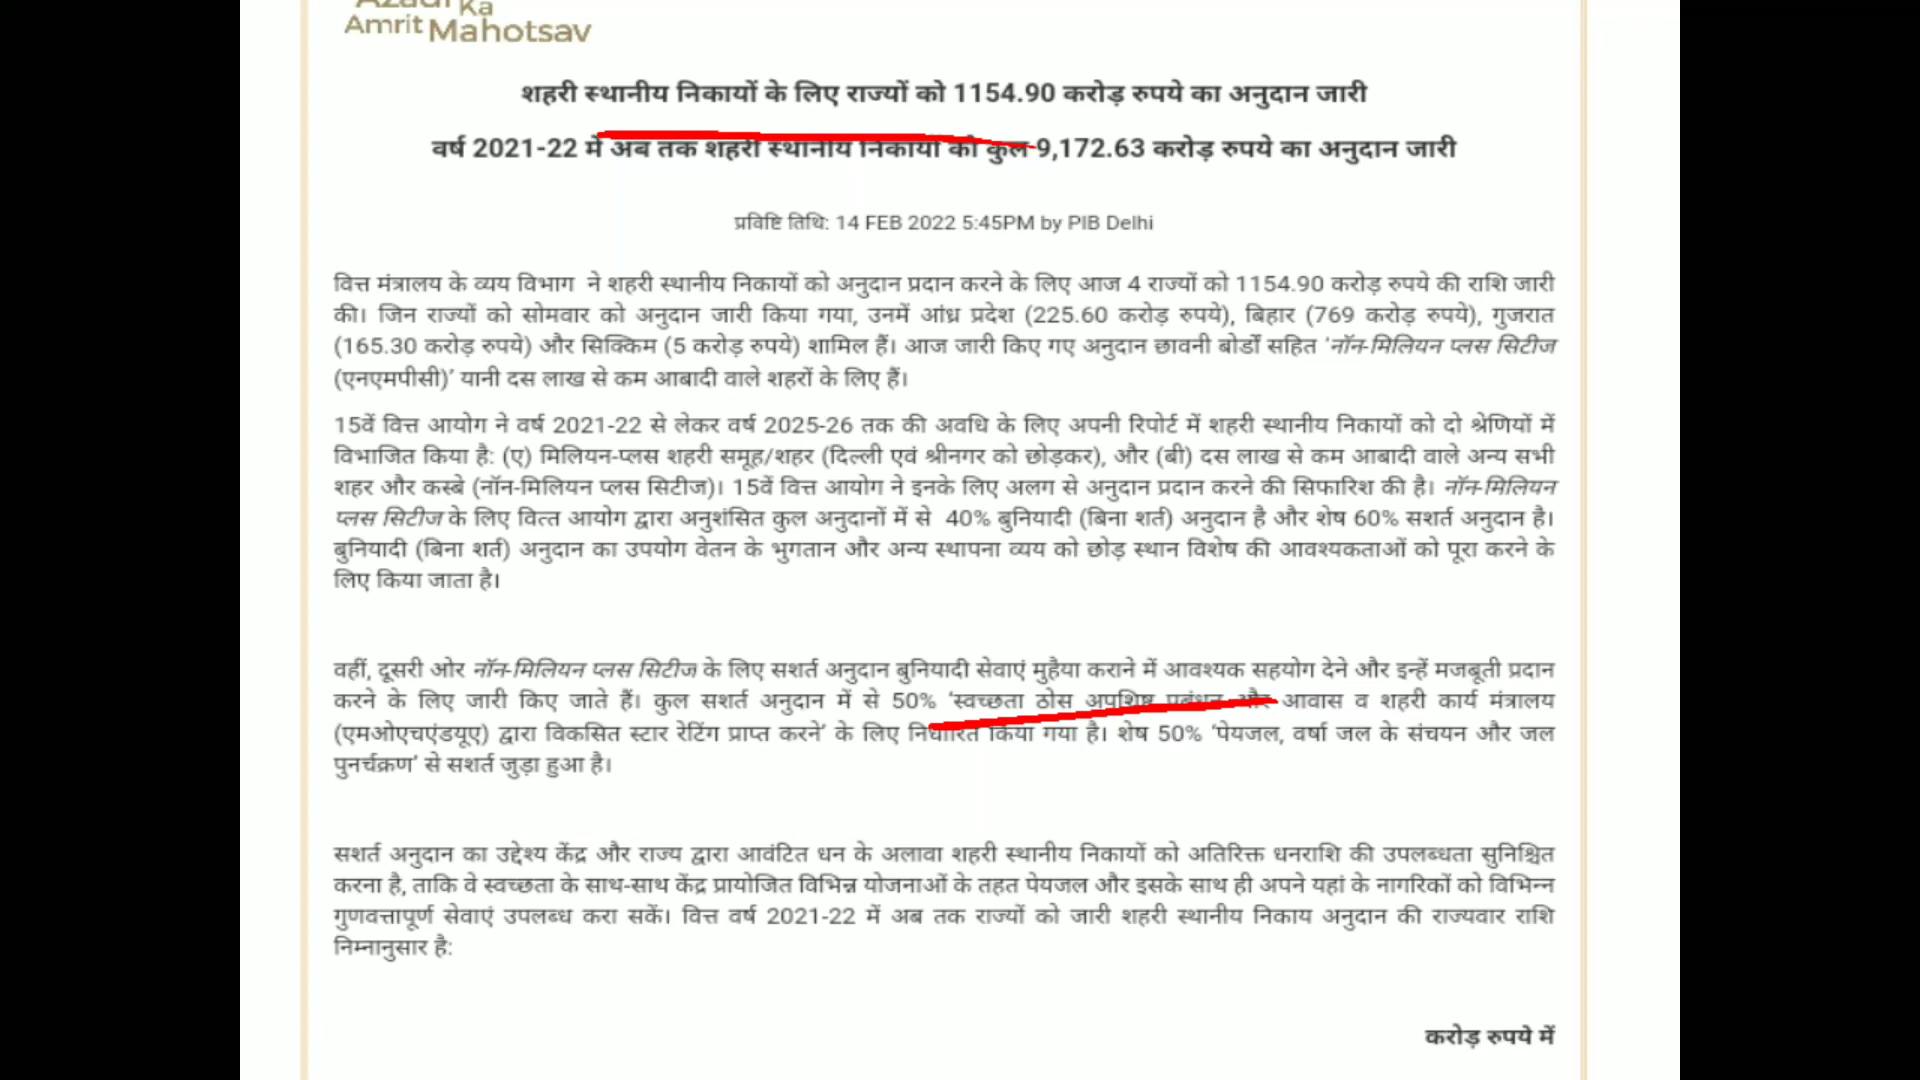 Azadi Ka
Amrit Mahotsav
शहरी स्थानीय निकायों के लिए राज्यों को 1154.90 करोड़ रुपये का अनुदान जारी
वर्ष 2021-22 में अब तक शहरी स्थानीय निकायों को कुल 9,172.63 करोड़ रुपये का अनुदान जारी
प्रविष्टि तिथि: 14 FEB 2022 5:45PM by PIB Delhi
वित्त मंत्रालय के व्यय विभाग ने शहरी स्थानीय निकायों को अनुदान प्रदान करने के लिए आज 4 राज्यों को 1154.90 करोड़ रुपये की राशि जारी
की। जिन राज्यों को सोमवार को अनुदान जारी किया गया, उनमें आंध्र प्रदेश (225.60 करोड़ रुपये), बिहार (769 करोड़ रुपये), गुजरात
(165.30 करोड़ रुपये) और सिक्किम (5 करोड़ रुपये) शामिल हैं। आज जारी किए गए अनुदान छावनी बोर्डों सहित ‘नॉन-मिलियन प्लस सिटीज
(एनएमपीसी)’ यानी दस लाख से कम आबादी वाले शहरों के लिए हैं।
15वें वित्त आयोग ने वर्ष 2021-22 से लेकर वर्ष 2025-26 तक की अवधि के लिए अपनी रिपोर्ट में शहरी स्थानीय निकायों को दो श्रेणियों में
विभाजित किया है: (ए) मिलियन-प्लस शहरी समूह/शहर (दिल्ली एवं श्रीनगर को छोड़कर), और (बी) दस लाख से कम आबादी वाले अन्य सभी
शहर और कस्बे (नॉन-मिलियन प्लस सिटीज)। 15वें वित्त आयोग ने इनके लिए अलग से अनुदान प्रदान करने की सिफारिश की है। नॉन-मिलियन
प्लस सिटीज के लिए वित्त आयोग द्वारा अनुशंसित कुल अनुदानों में से 40% बुनियादी (बिना शर्त) अनुदान है और शेष 60% सशर्त अनुदान है।
बुनियादी (बिना शर्त) अनुदान का उपयोग वेतन के भुगतान और अन्य स्थापना व्यय को छोड़ स्थान विशेष की आवश्यकताओं को पूरा करने के
लिए किया जाता है।
वहीं, दूसरी ओर नॉन-मिलियन प्लस सिटीज के लिए सशर्त अनुदान बुनियादी सेवाएं मुहैया कराने में आवश्यक सहयोग देने और इन्हें मजबूती प्रदान
करने के लिए जारी किए जाते हैं। कुल सशर्त अनुदान में से 50% ‘स्वच्छता ठोस अपशिष्ट प्रबंधन और आवास व शहरी कार्य मंत्रालय
(एमओएचएंडयूए) द्वारा विकसित स्टार रेटिंग प्राप्त करने’ के लिए निर्धारित किया गया है। शेष 50% ‘पेयजल, वर्षा जल के संचयन और जल
पुनर्चक्रण’ से सशर्त जुड़ा हुआ है।
सशर्त अनुदान का उद्देश्य केंद्र और राज्य द्वारा आवंटित धन के अलावा शहरी स्थानीय निकायों को अतिरिक्त धनराशि की उपलब्धता सुनिश्चित
करना है, ताकि वे स्वच्छता के साथ-साथ केंद्र प्रायोजित विभिन्न योजनाओं के तहत पेयजल और इसके साथ ही अपने यहां के नागरिकों को विभिन्न
गुणवत्तापूर्ण सेवाएं उपलब्ध करा सकें। वित्त वर्ष 2021-22 में अब तक राज्यों को जारी शहरी स्थानीय निकाय अनुदान की राज्यवार राशि
निम्नानुसार है:
करोड़ रुपये में